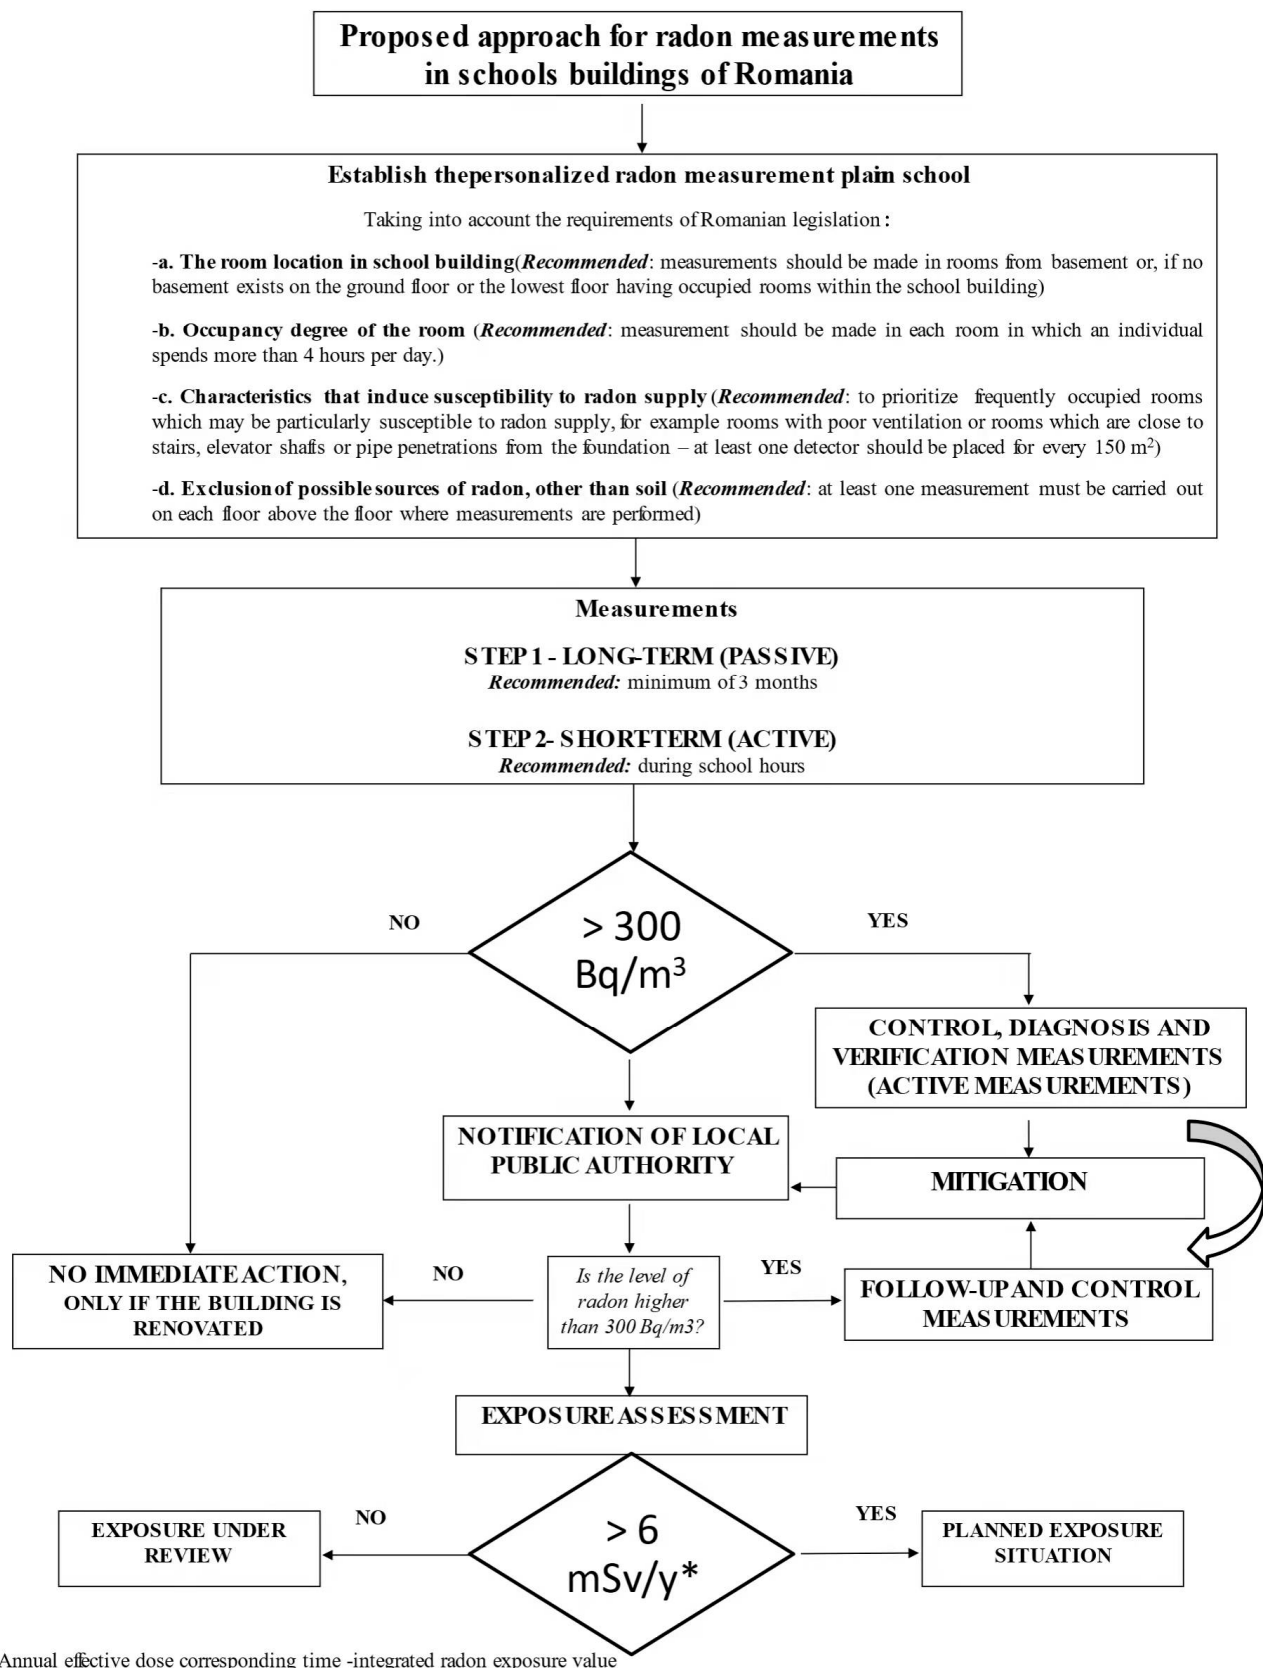 Proposed approach for radon measurements
in schools buildings of Romania
Establish thepersonalized radon measurement plain school
Taking into account the requirements of Romanian legislation :
-a. The room location in school building(Recommended: measurements should be made in rooms from basement or, if no
basement exists on the ground floor or the lowest floor having occupied rooms within the school building)
-b. Occupancy degree of the room (Recommended: measurement should be made in each room in which an individual
spends more than 4 hours per day.)
-c. Characteristics that induce susceptibility to radon supply (Recommended: to prioritize frequently occupied rooms
which may be particularly susceptible to radon supply, for example rooms with poor ventilation or rooms which are close to
stairs, elevator shafts or pipe penetrations from the foundation – at least one detector should be placed for every 150 m²)
-d. Exclusion of possible sources of radon, other than soil (Recommended: at least one measurement must be carried out
on each floor above the floor where measurements are performed)
Measurements
STEP 1 - LONG-TERM (PASSIVE)
Recommended: minimum of 3 months
STEP 2- SHORT-TERM (ACTIVE)
Recommended: during school hours
NO
YES
> 300
Bq/m³
CONTROL, DIAGNOSIS AND
VERIFICATION MEASUREMENTS
(ACTIVE MEASUREMENTS)
NOTIFICATION OF LOCAL
PUBLIC AUTHORITY
MITIGATION
NO IMMEDIATE ACTION,
ONLY IF THE BUILDING IS
RENOVATED
NO
Is the level of
radon higher
than 300 Bq/m3?
YES
FOLLOW-UP AND CONTROL
MEASUREMENTS
EXPOSURE ASSESSMENT
EXPOSURE UNDER
REVIEW
NO
> 6
mSv/y*
YES
PLANNED EXPOSURE
SITUATION
Annual effective dose corresponding time -integrated radon exposure value